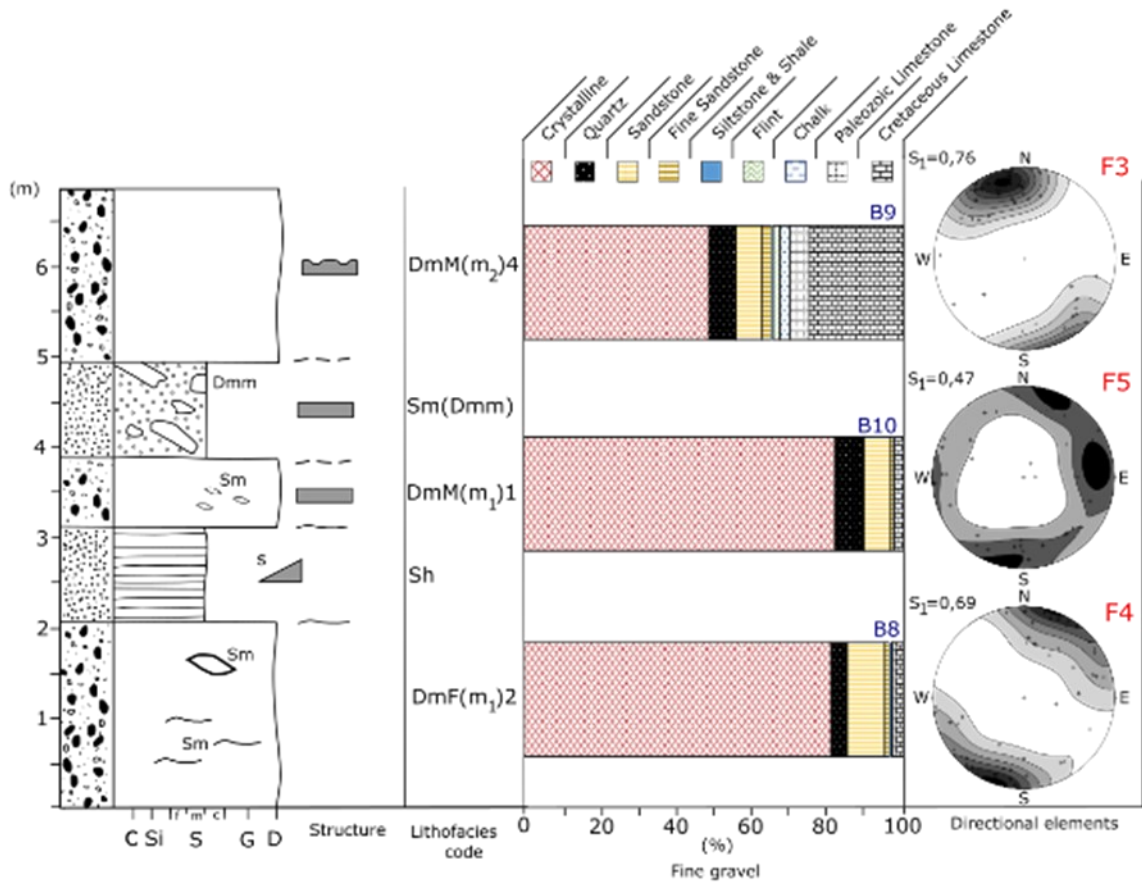 Crystalline
Quartz
Sandstone
Fine Sandstone
Siltstone & Shale
Flint
Chalk
Paleozoic Limestone
Cretaceous Limestone
(m)
6
5
4
3
2
1
Dmm
Sm
s
Sm
Sm
DmM(m₂)4
Sm(Dmm)
DmM(m₁)1
Sh
DmF(m₁)2
B9
B10
B8
S₁=0,76
F3
N
W
E
S
S₁=0,47
F5
N
W
E
S
S₁=0,69
F4
N
W
E
S
f m c
C Si S G D
Structure
Lithofacies
code
0 20 40 60 80 100
(%)
Fine gravel
Directional elements